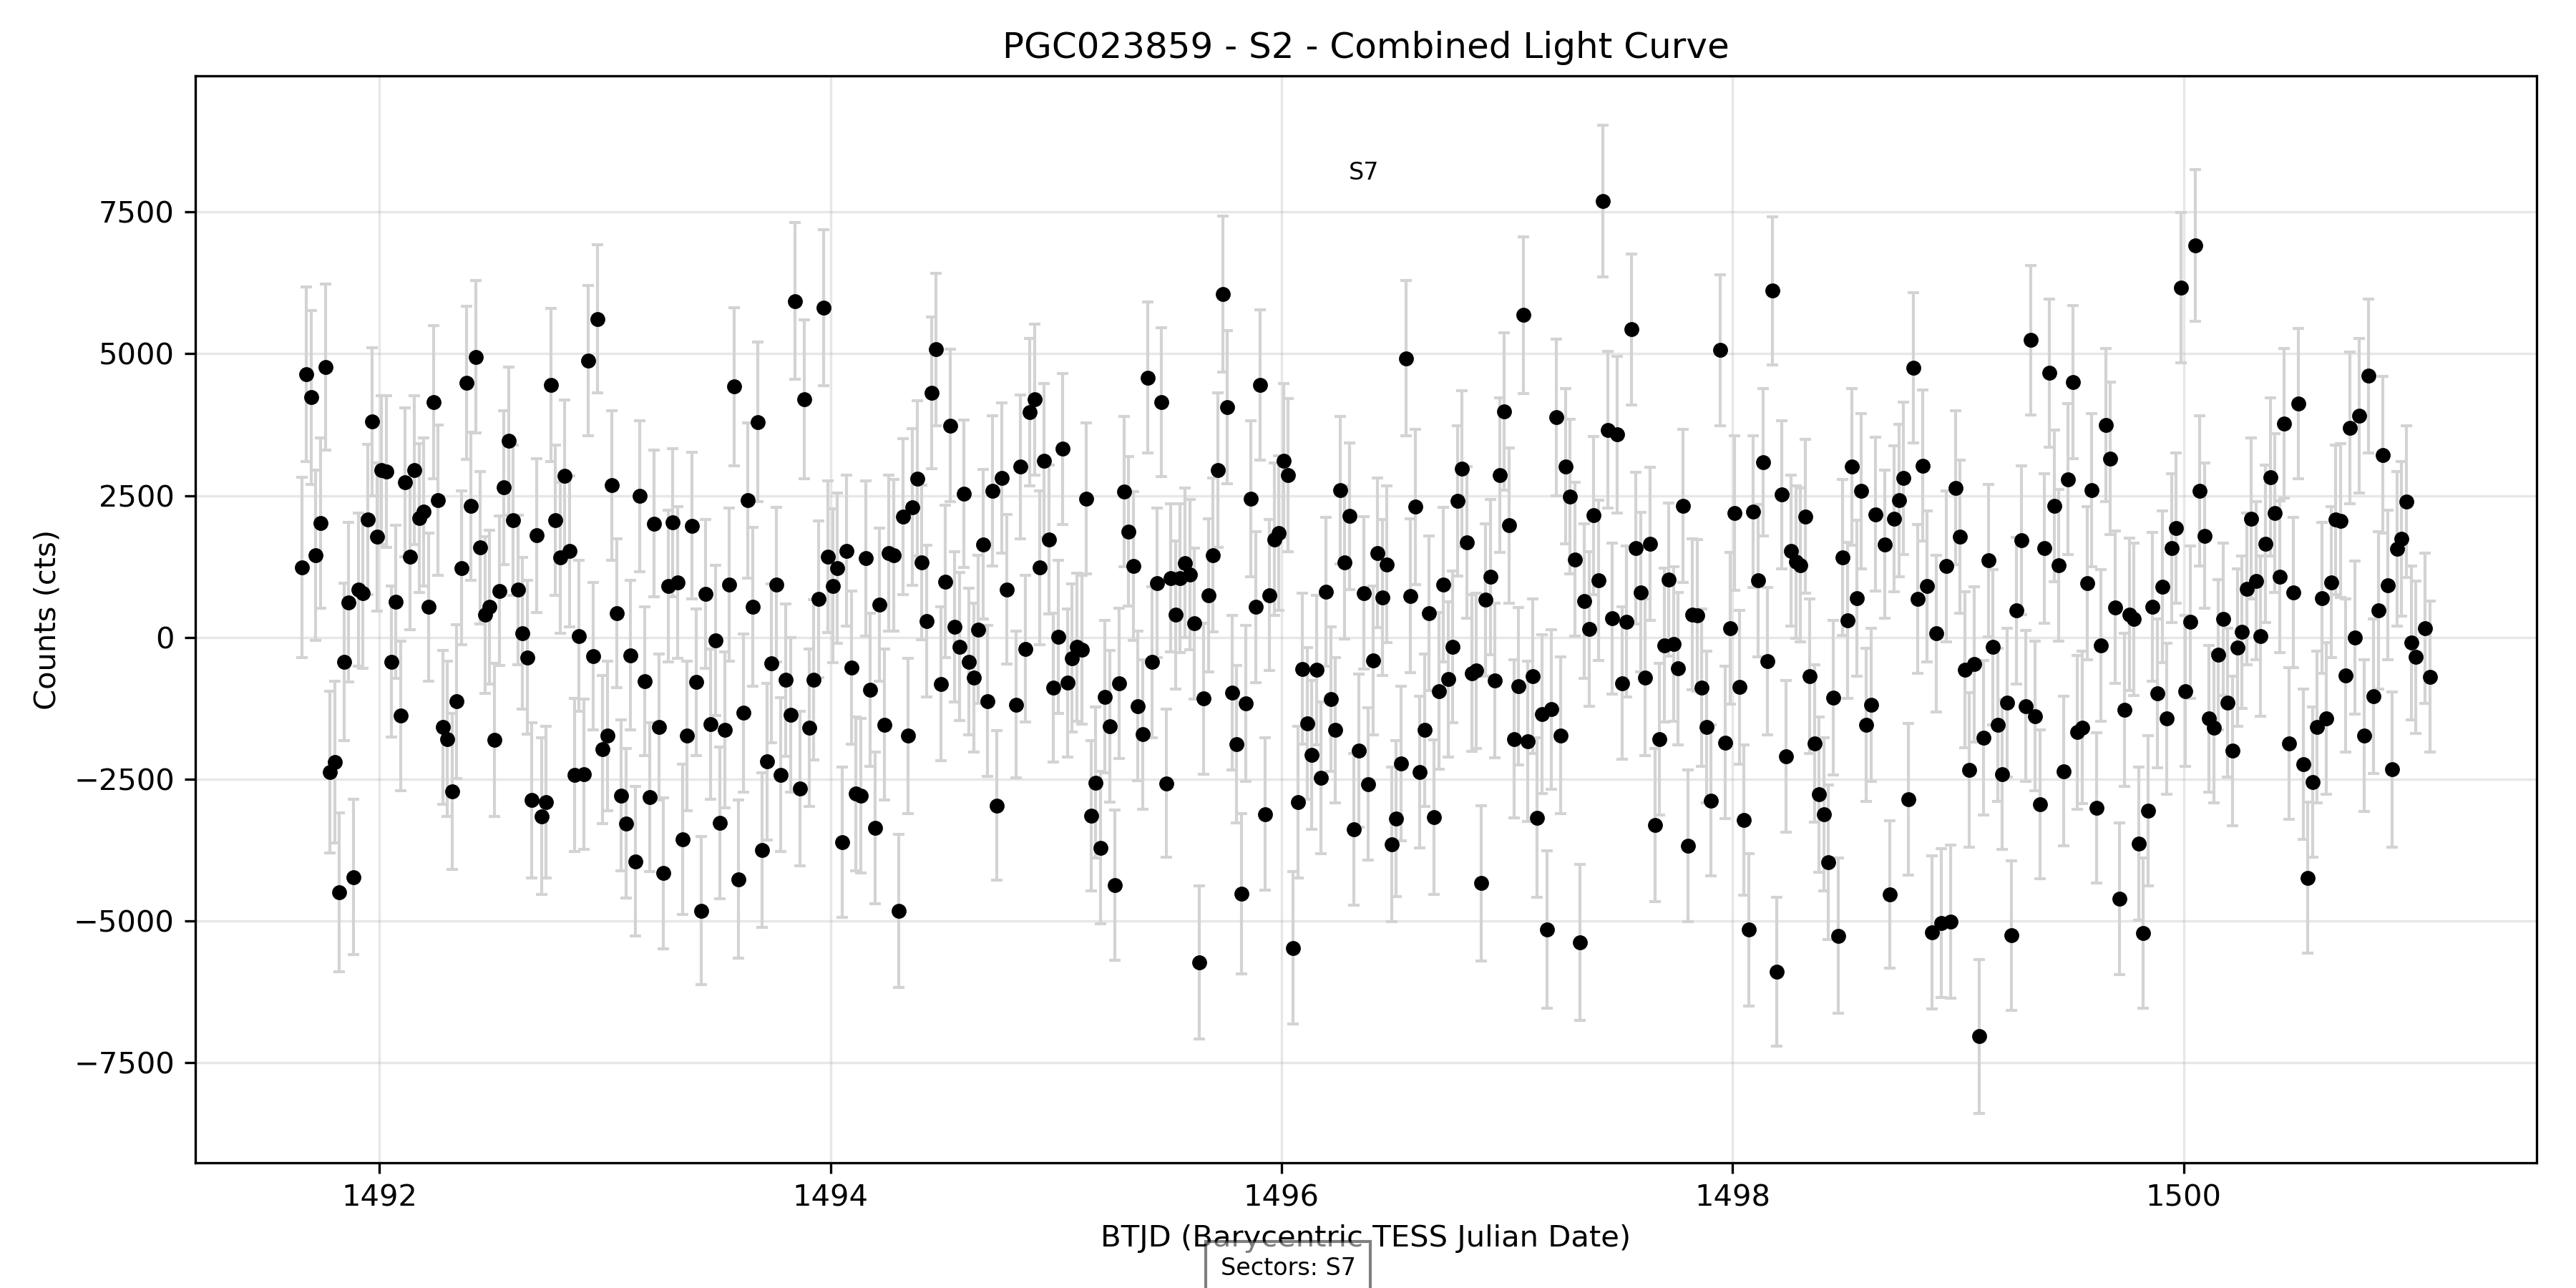 PGC023859 - S2 - Combined Light Curve
S7
7500
5000
2500
0
−2500
−5000
−7500
Counts (cts)
1492 1494 1496 1498 1500
BTJD (Barycentric TESS Julian Date)
Sectors: S7